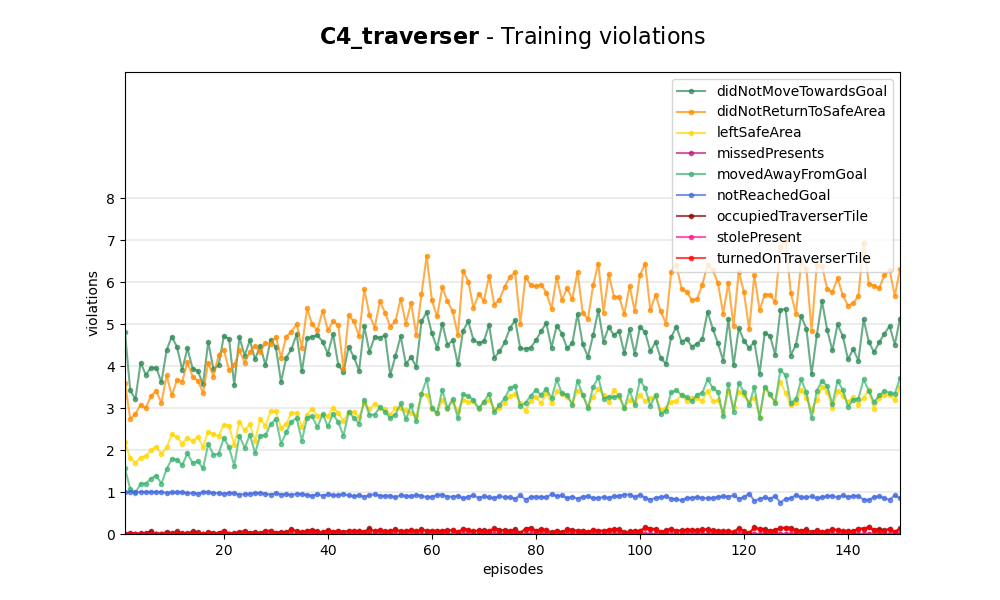 C4_traverser - Training violations
didNotMoveTowardsGoal
didNotReturnToSafeArea
leftSafeArea
missedPresents
movedAwayFromGoal
notReachedGoal
occupiedTraverserTile
stolePresent
turnedOnTraverserTile
violations
8
7
6
5
4
3
2
1
0
20 40 60 80 100 120 140
episodes